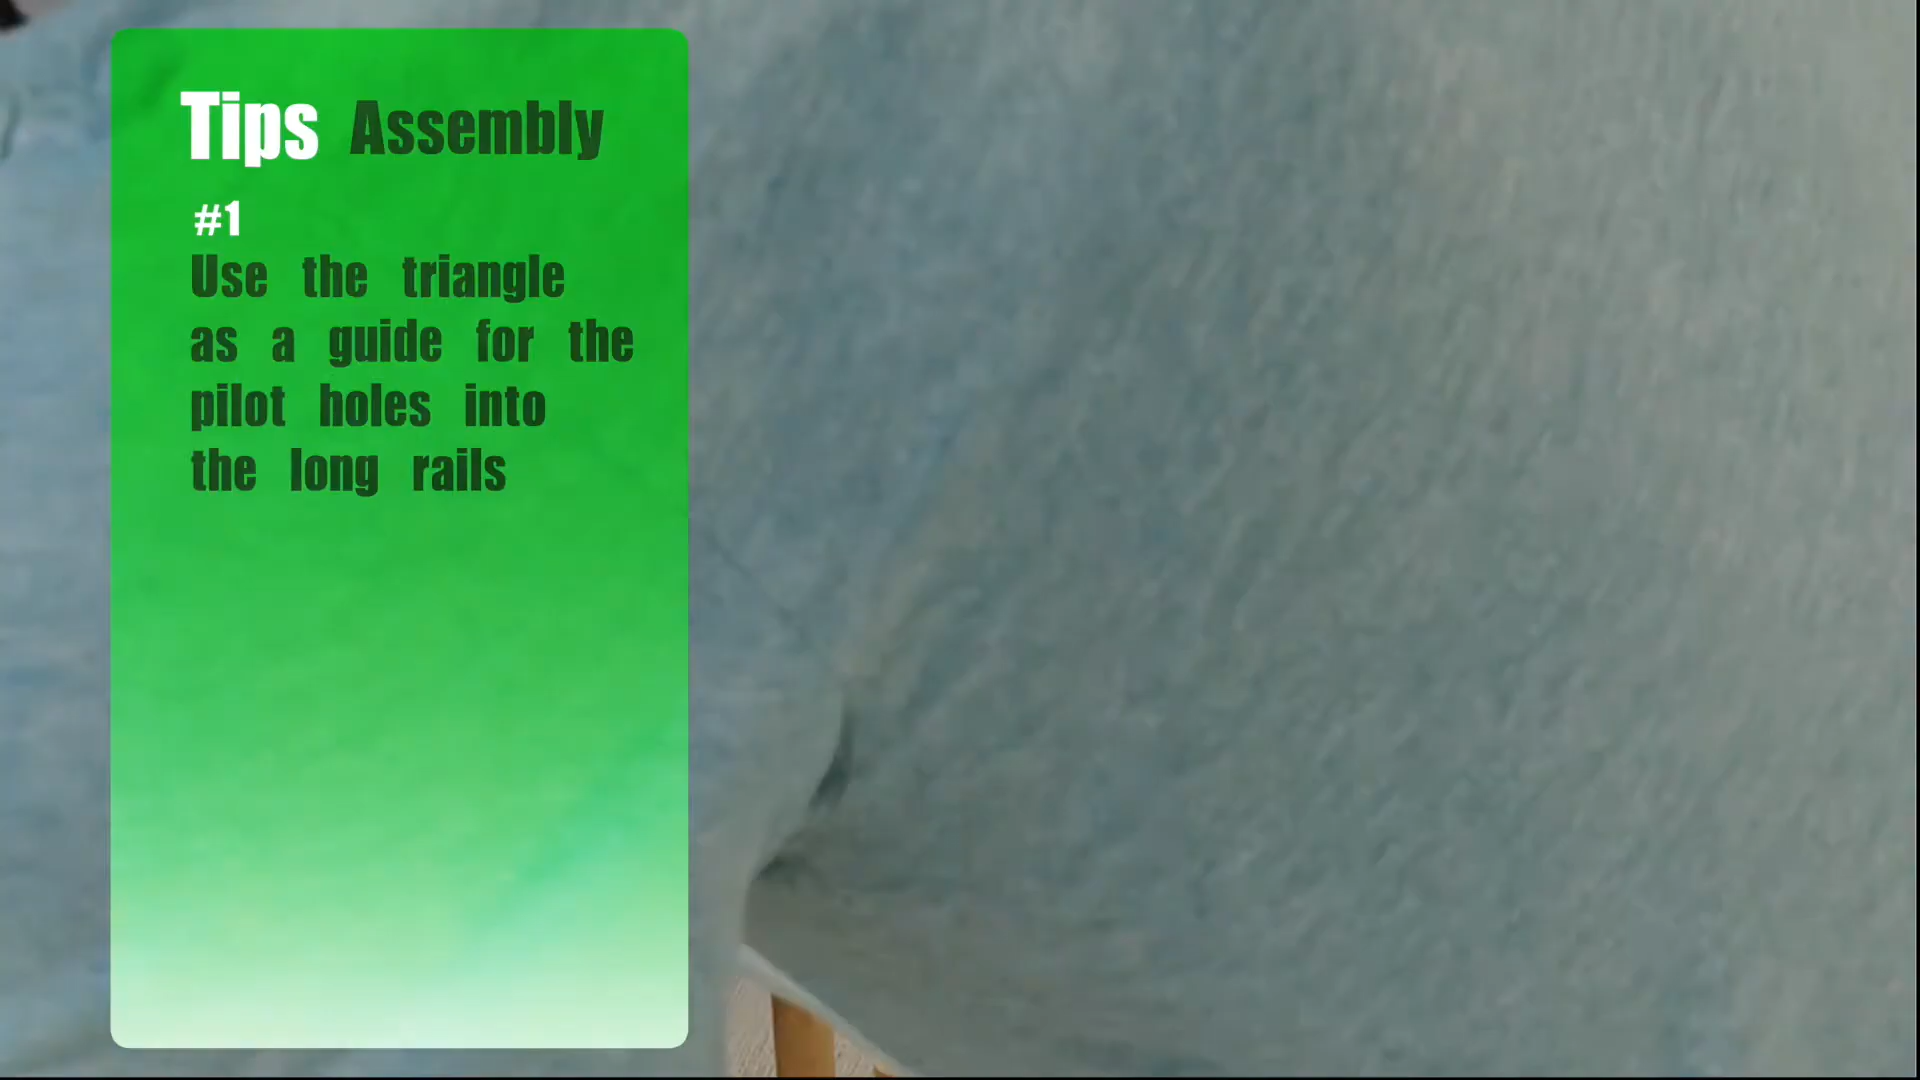 Tips Assembly
#1
Use the triangle
as a guide for the
pilot holes into
the long rails